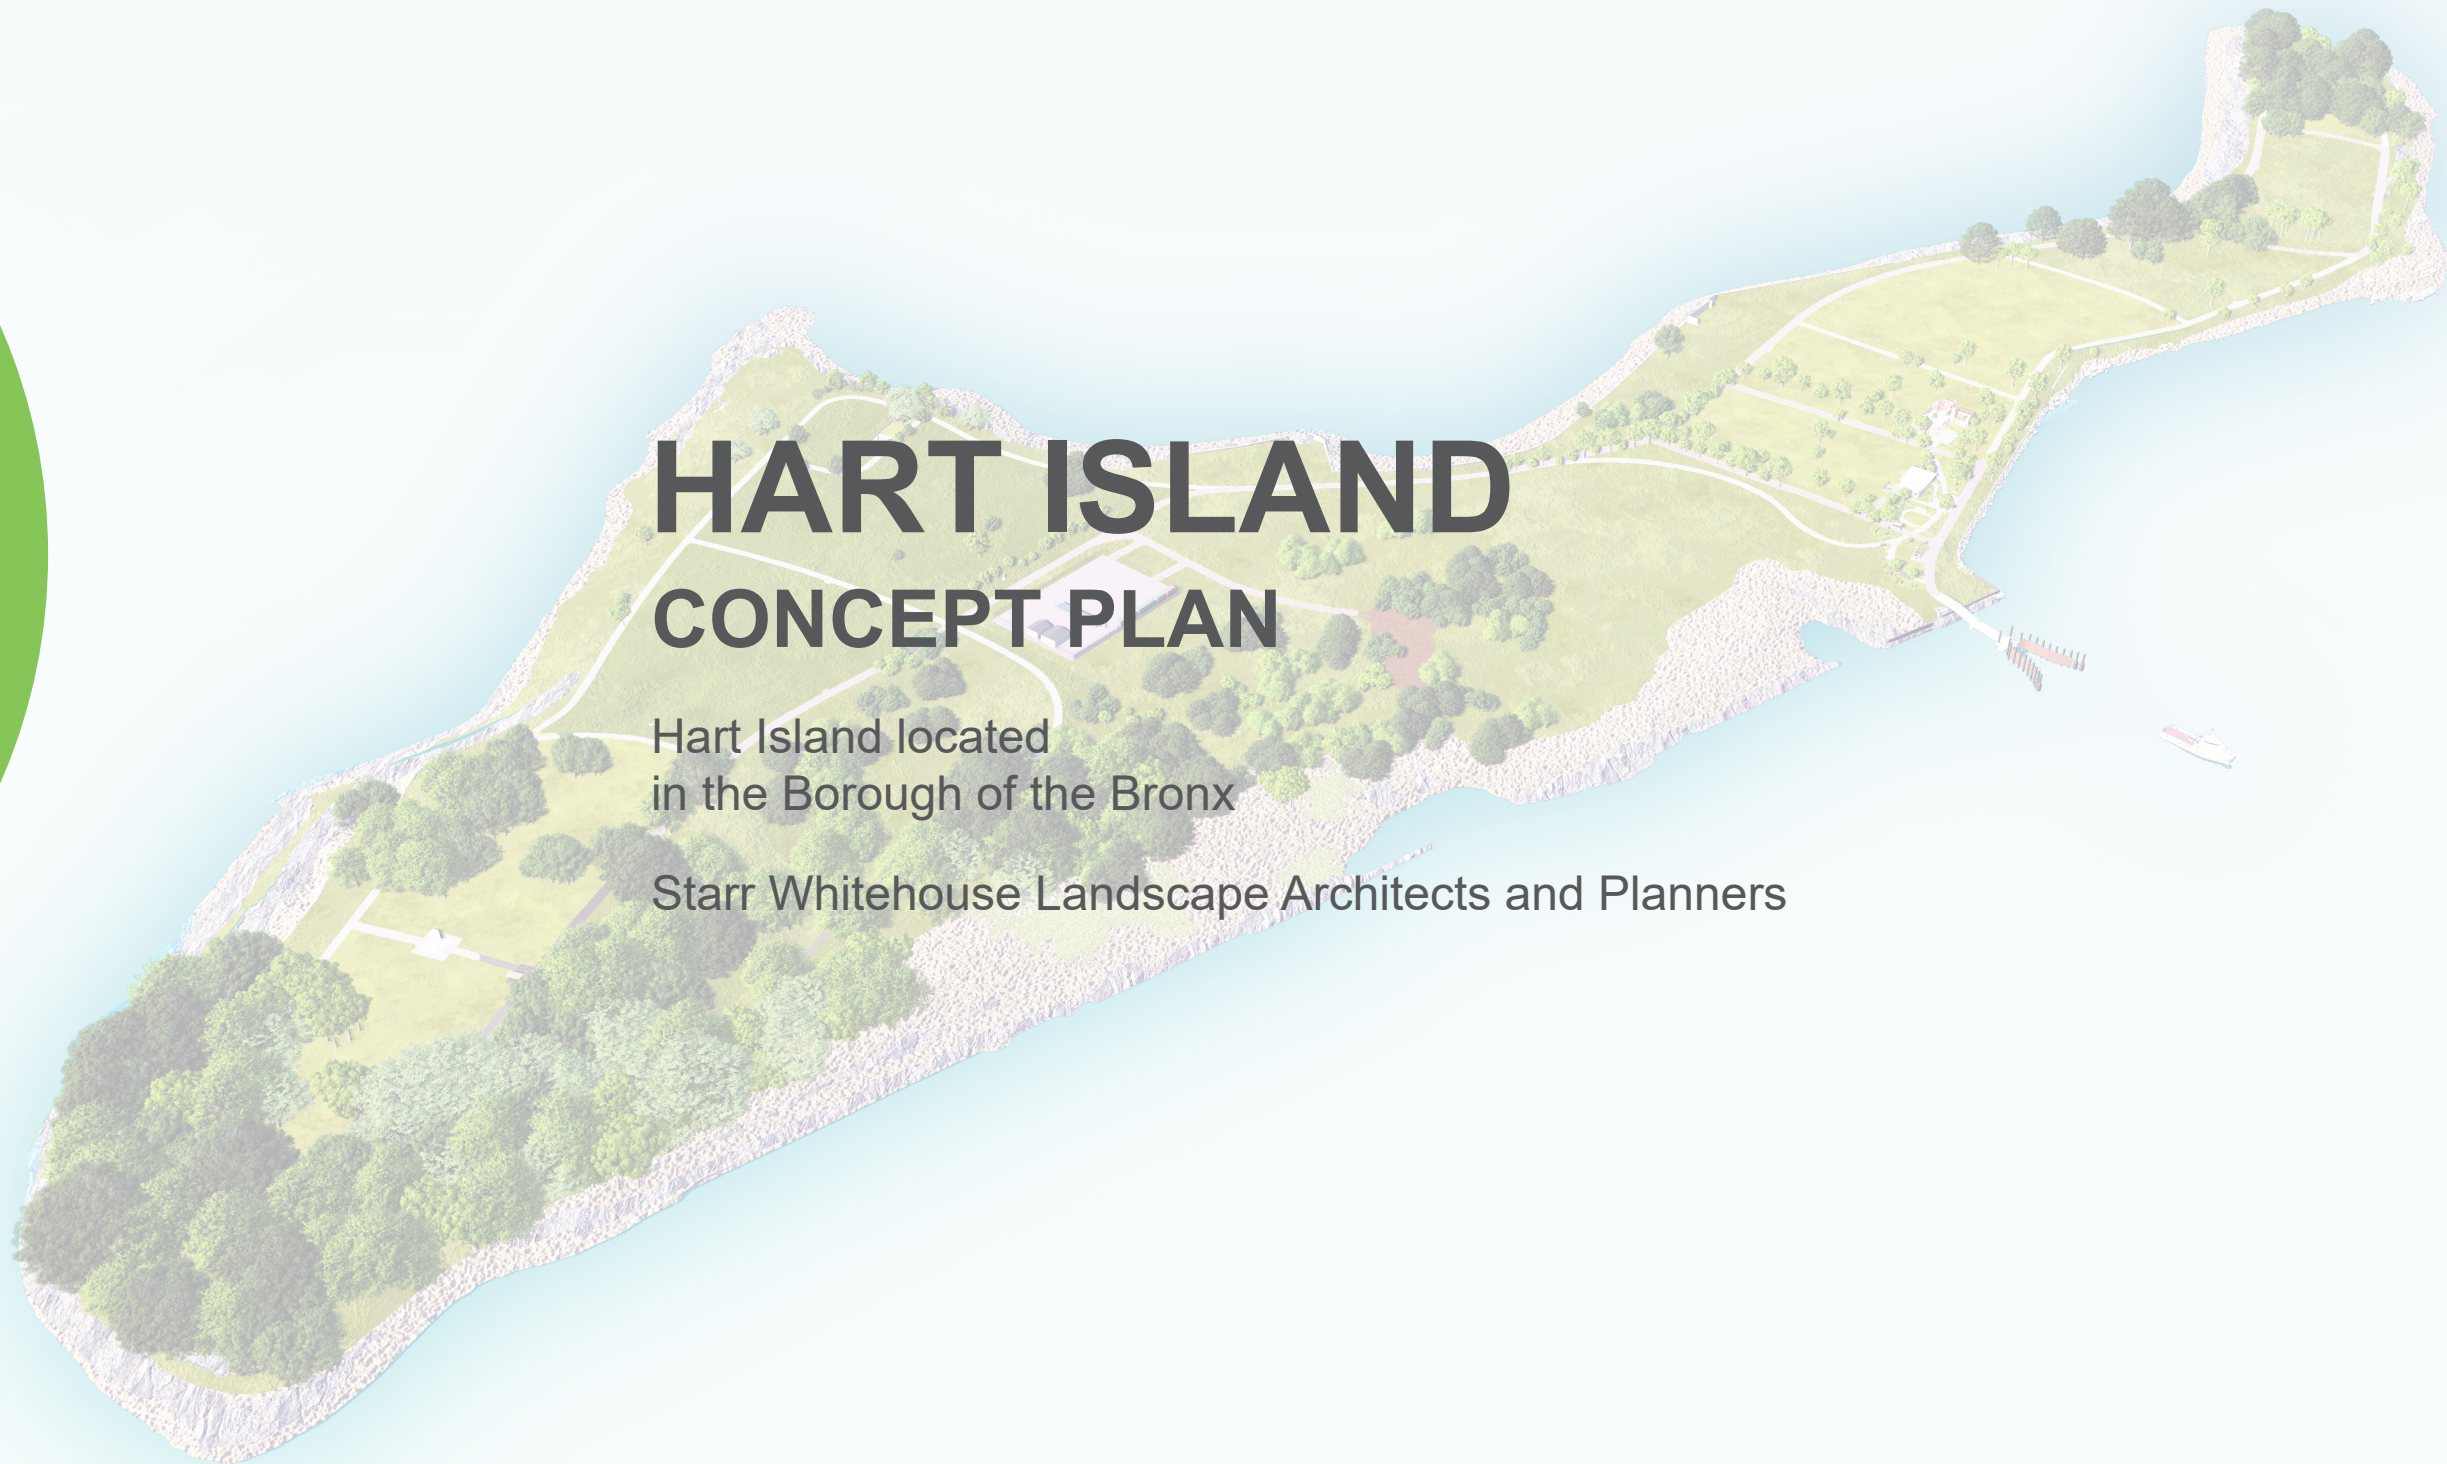 HART ISLAND
CONCEPT PLAN
Hart Island located
in the Borough of the Bronx
Starr Whitehouse Landscape Architects and Planners